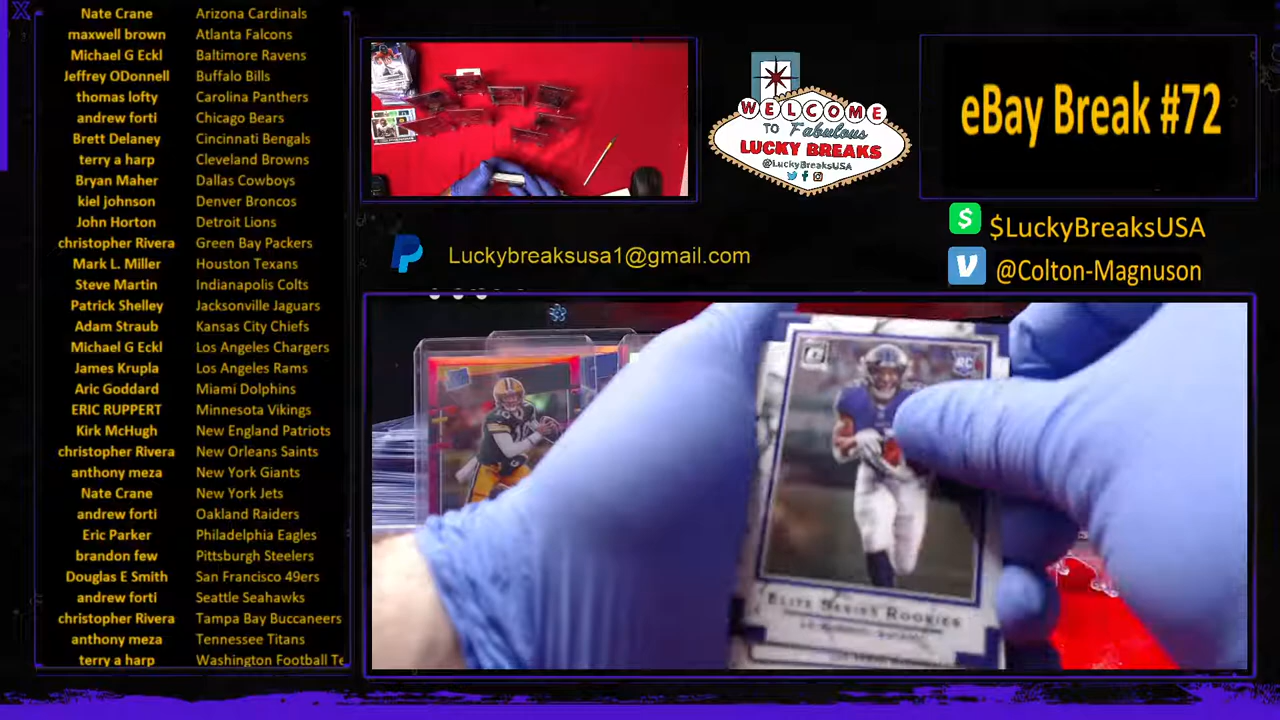 Nate Crane Arizona Cardinals
maxwell brown Atlanta Falcons
Michael G Eckl Baltimore Ravens
Jeffrey ODonnell Buffalo Bills
thomas lofty Carolina Panthers
andrew forti Chicago Bears
Brett Delaney Cincinnati Bengals
terry a harp Cleveland Browns
Bryan Maher Dallas Cowboys
kiel johnson Denver Broncos
John Horton Detroit Lions
christopher Rivera Green Bay Packers
Mark L. Miller Houston Texans
Steve Martin Indianapolis Colts
Patrick Shelley Jacksonville Jaguars
Adam Straub Kansas City Chiefs
Michael G Eckl Los Angeles Chargers
James Krupla Los Angeles Rams
Aric Goddard Miami Dolphins
ERIC RUPPERT Minnesota Vikings
Kirk McHugh New England Patriots
christopher Rivera New Orleans Saints
anthony meza New York Giants
Nate Crane New York Jets
andrew forti Oakland Raiders
Eric Parker Philadelphia Eagles
brandon few Pittsburgh Steelers
Douglas E Smith San Francisco 49ers
andrew forti Seattle Seahawks
christopher Rivera Tampa Bay Buccaneers
anthony meza Tennessee Titans
terry a harp Washington Football Te
WELCOME
TO Fabulous
LUCKY BREAKS
@LuckyBreaksUSA
eBay Break #72
$LuckyBreaksUSA
@Colton-Magnuson
Luckybreaksusa1@gmail.com
RC
ELITE SERIES ROOKIES